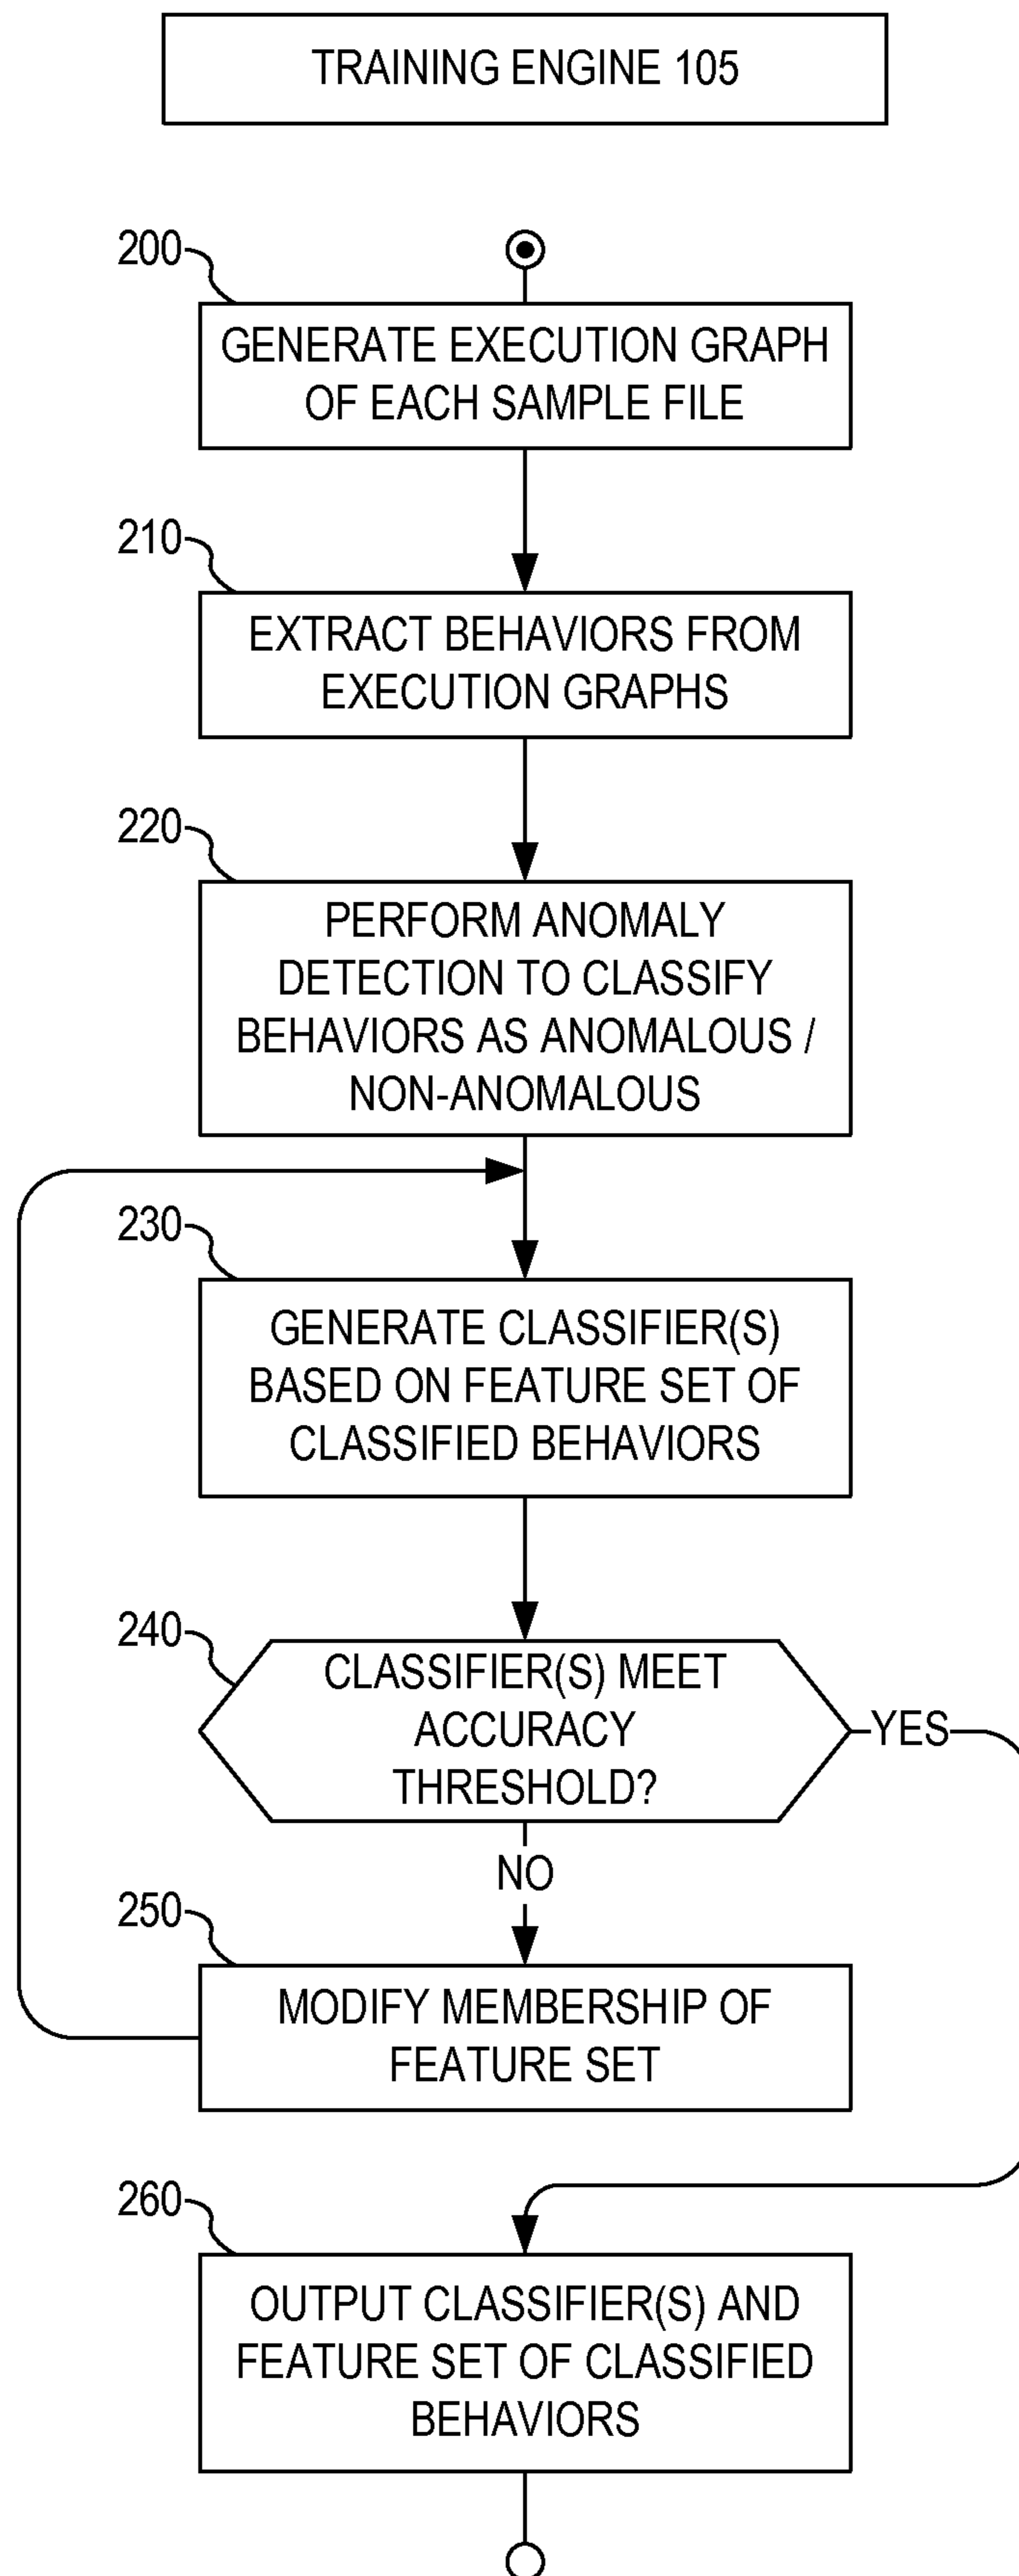 TRAINING ENGINE 105
200
GENERATE EXECUTION GRAPH
OF EACH SAMPLE FILE
210
EXTRACT BEHAVIORS FROM
EXECUTION GRAPHS
220
PERFORM ANOMALY
DETECTION TO CLASSIFY
BEHAVIORS AS ANOMALOUS /
NON-ANOMALOUS
230
GENERATE CLASSIFIER(S)
BASED ON FEATURE SET OF
CLASSIFIED BEHAVIORS
240
CLASSIFIER(S) MEET
ACCURACY
THRESHOLD?
YES
NO
250
MODIFY MEMBERSHIP OF
FEATURE SET
260
OUTPUT CLASSIFIER(S) AND
FEATURE SET OF CLASSIFIED
BEHAVIORS